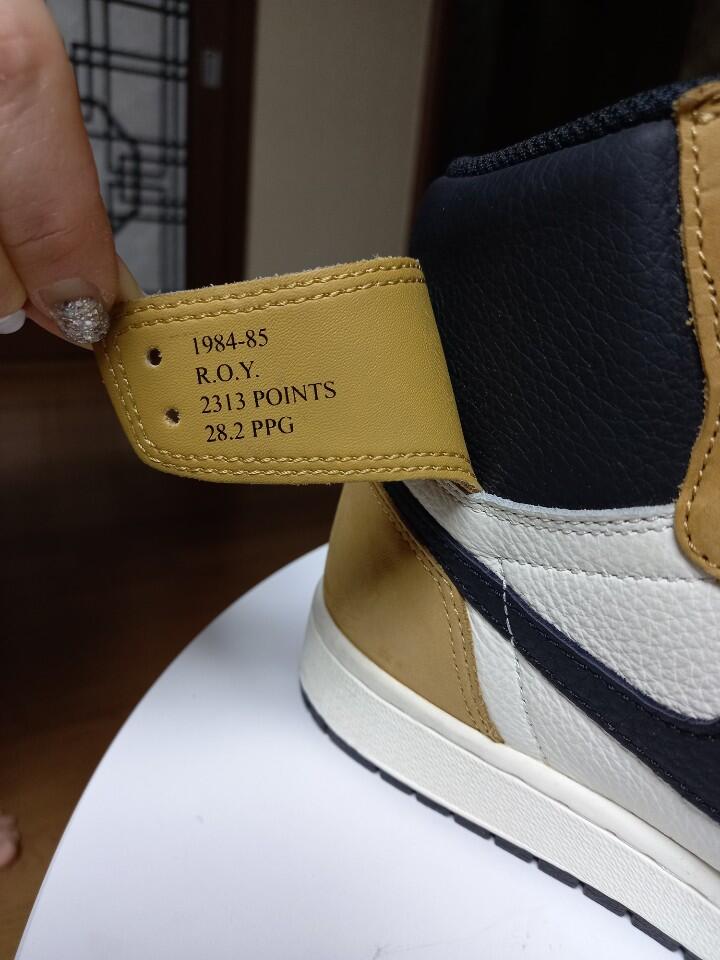 1984-85
R.O.Y.
2313 POINTS
28.2 PPG